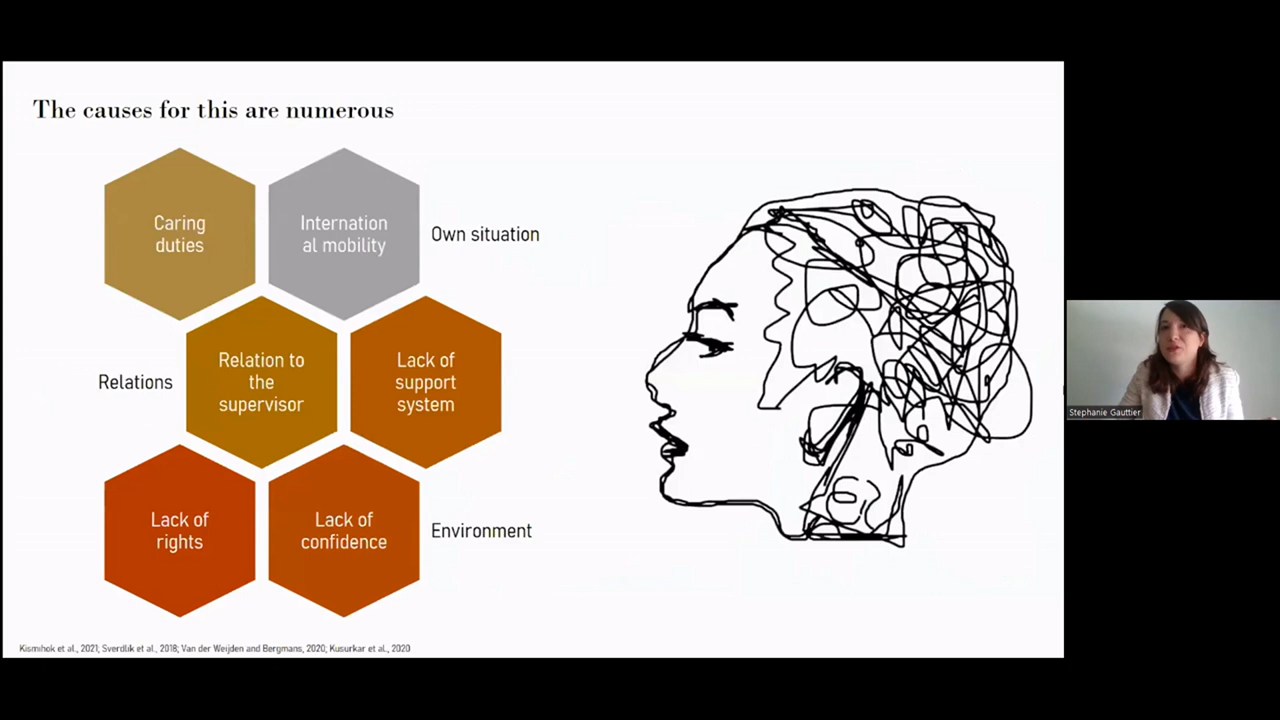 The causes for this are numerous
Caring
duties
Internation
al mobility
Own situation
Relations
Relation to
the
supervisor
Lack of
support
system
Lack of
rights
Lack of
confidence
Environment
Kismihok et al., 2021; Sverdlik et al., 2018; Van der Weijden and Bergmans, 2020; Kusurkar et al., 2020
Stephanie Gauttier